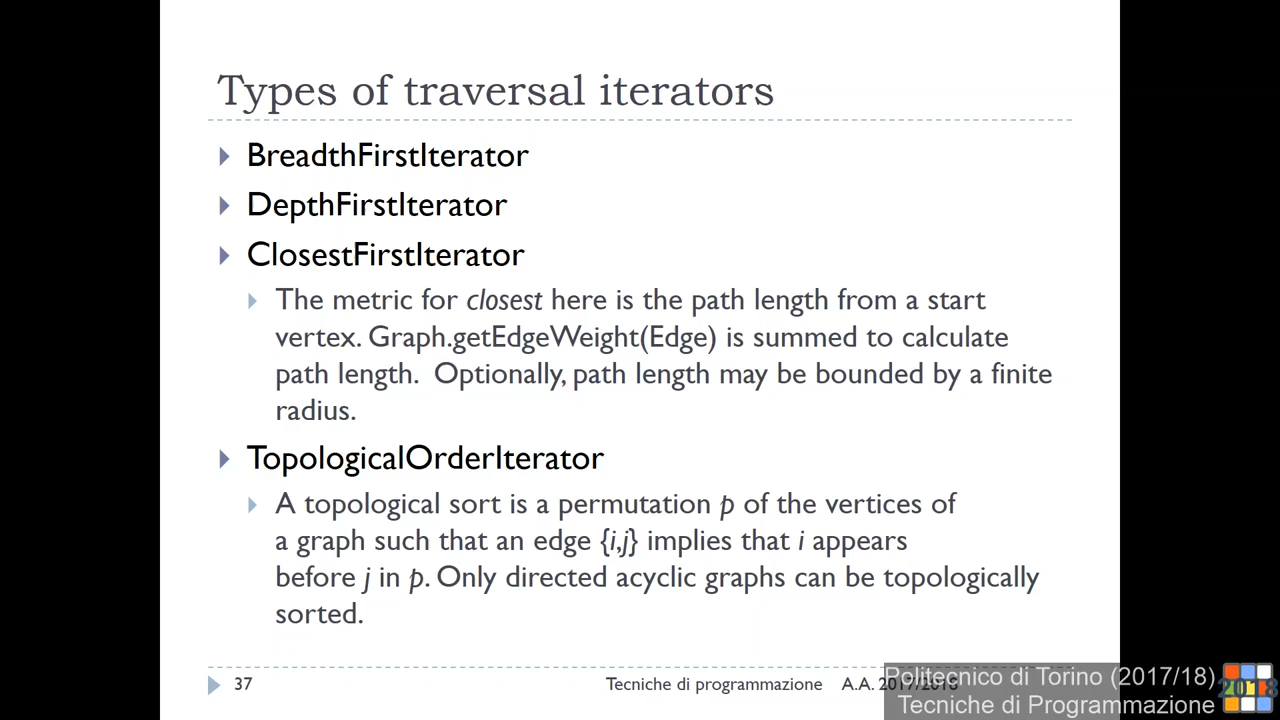 Types of traversal iterators
BreadthFirstIterator
DepthFirstIterator
ClosestFirstIterator
The metric for closest here is the path length from a start
vertex. Graph.getEdgeWeight(Edge) is summed to calculate
path length. Optionally, path length may be bounded by a finite
radius.
TopologicalOrderIterator
A topological sort is a permutation p of the vertices of
a graph such that an edge {i,j} implies that i appears
before j in p. Only directed acyclic graphs can be topologically
sorted.
37
Tecniche di programmazione A.A. 2017/2018
Politecnico di Torino (2017/18)
Tecniche di Programmazione
2018